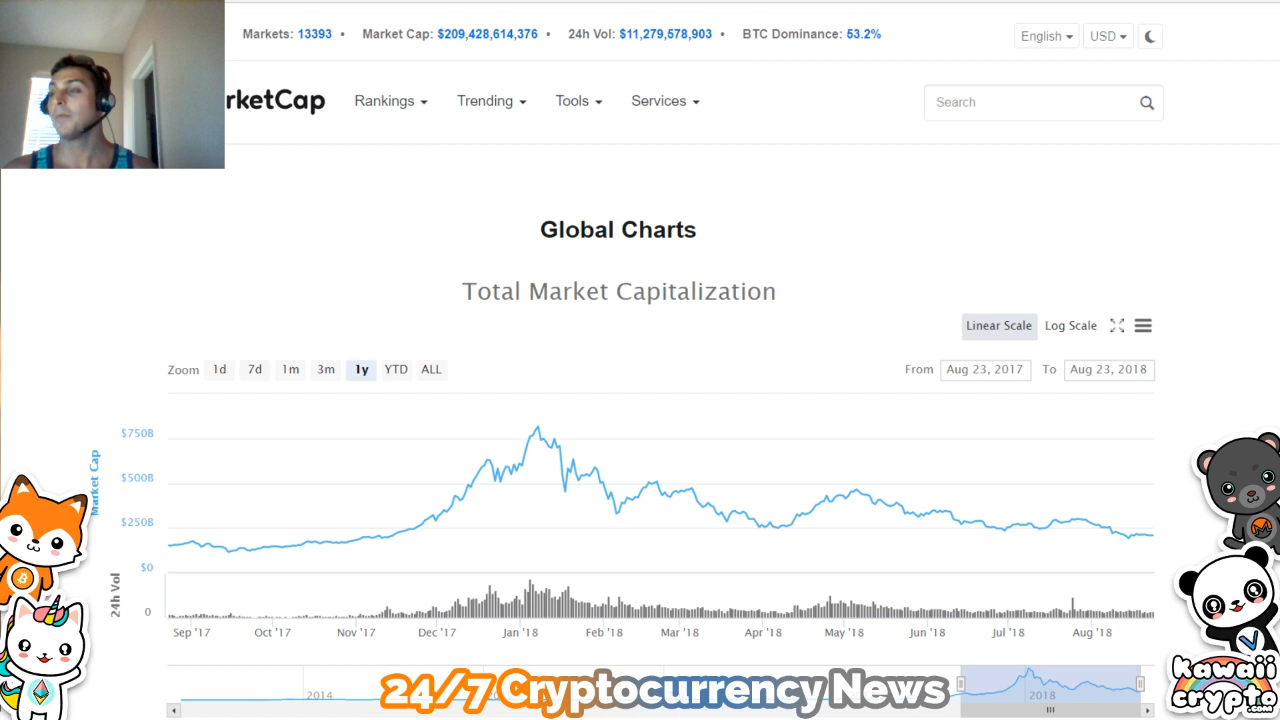 Markets: 13393 • Market Cap: $209,428,614,376 • 24h Vol: $11,279,578,903 • BTC Dominance: 53.2%
English USD
rketCap Rankings Trending Tools Services Search
Global Charts
Total Market Capitalization
Linear Scale Log Scale
Zoom 1d 7d 1m 3m 1y YTD ALL From Aug 23, 2017 To Aug 23, 2018
Market Cap
$750B
$500B
$250B
$0
24h Vol
0
Sep '17 Oct '17 Nov '17 Dec '17 Jan '18 Feb '18 Mar '18 Apr '18 May '18 Jun '18 Jul '18 Aug '18
2014 2018
24/7 Cryptocurrency News
kawaii
crypto
.com